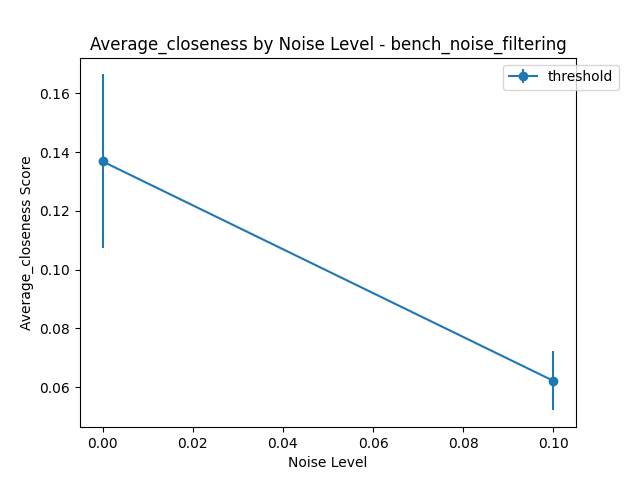 Average_closeness by Noise Level - bench_noise_filtering
threshold
0.16
0.14
0.12
0.10
0.08
0.06
Average_closeness Score
0.00 0.02 0.04 0.06 0.08 0.10
Noise Level